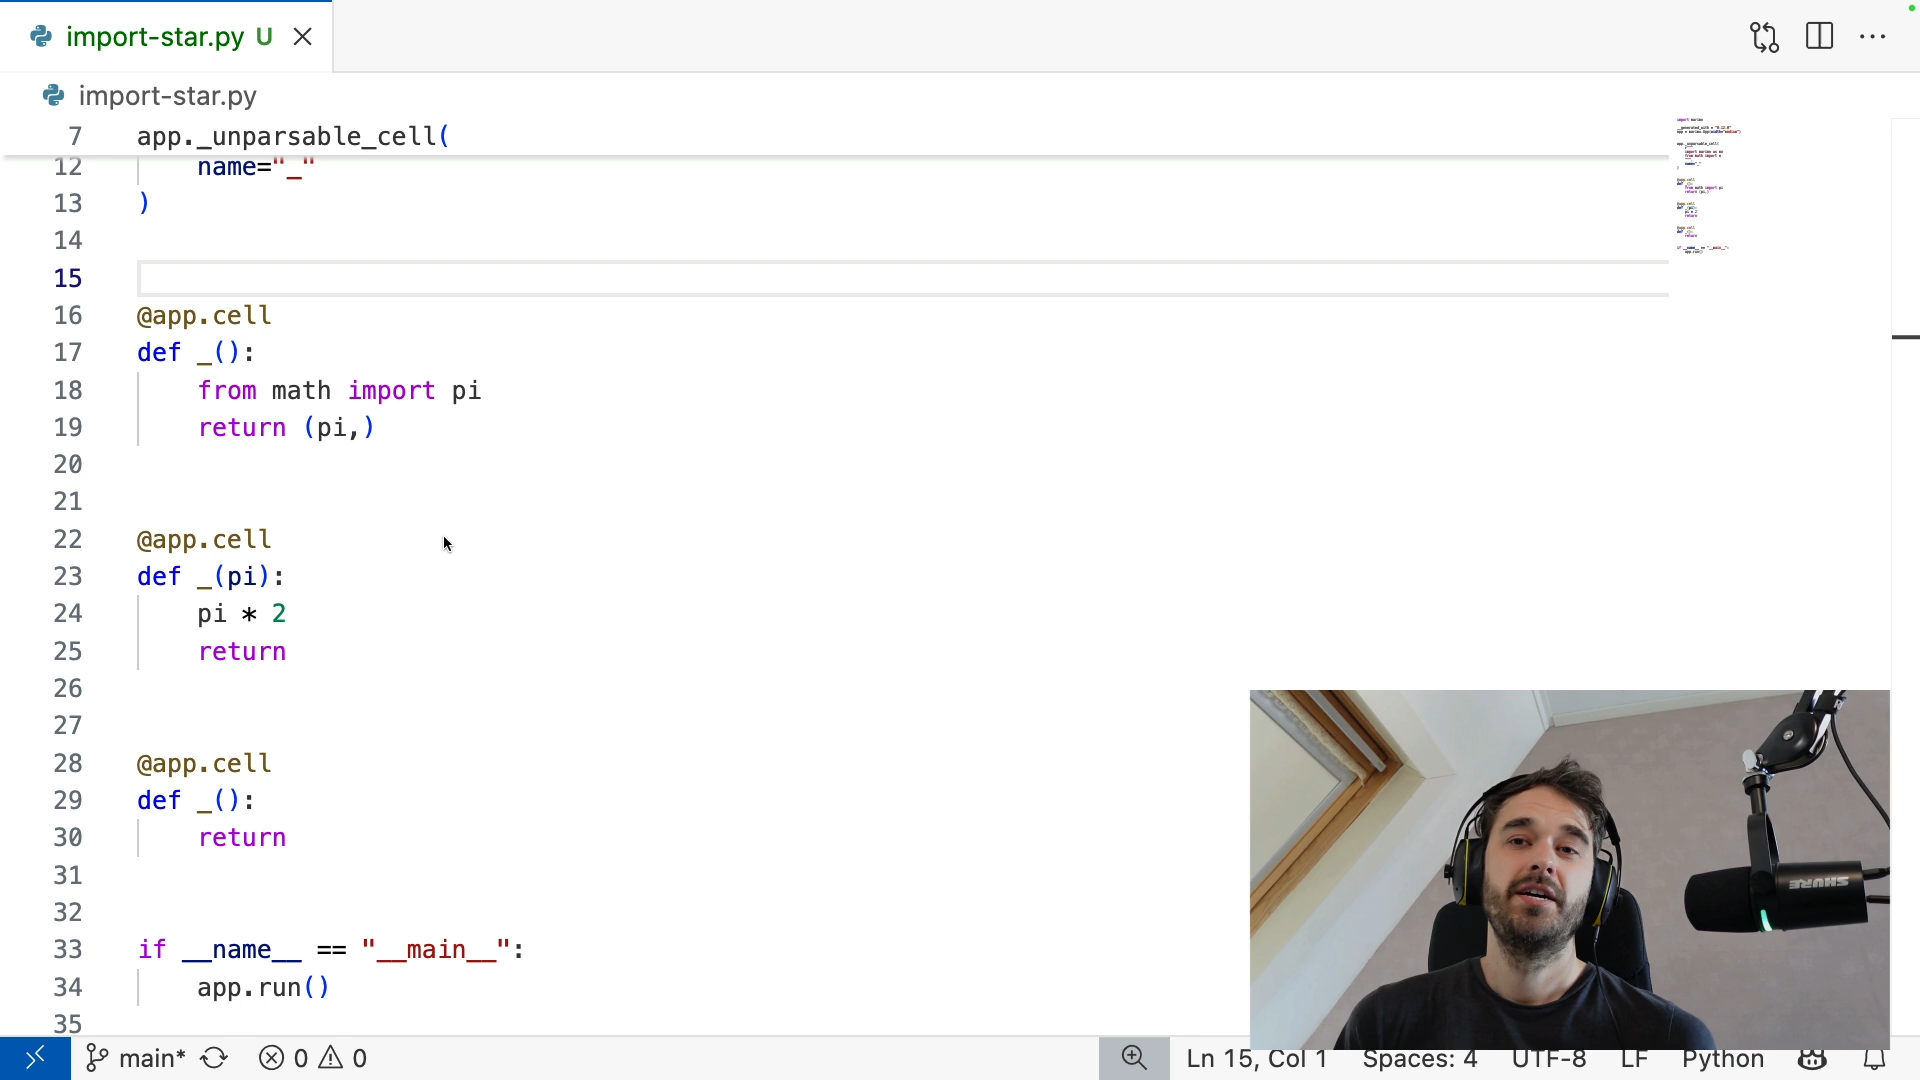 import-star.py U
import-star.py
7 app._unparsable_cell(
12 name="_"
13 )
14
15
16 @app.cell
17 def _():
18 from math import pi
19 return (pi,)
20
21
22 @app.cell
23 def _(pi):
24 pi * 2
25 return
26
27
28 @app.cell
29 def _():
30 return
31
32
33 if __name__ == "__main__":
34 app.run()
35
SHURE
main* 0 0 Ln 15, Col 1 Spaces: 4 UTF-8 LF Python